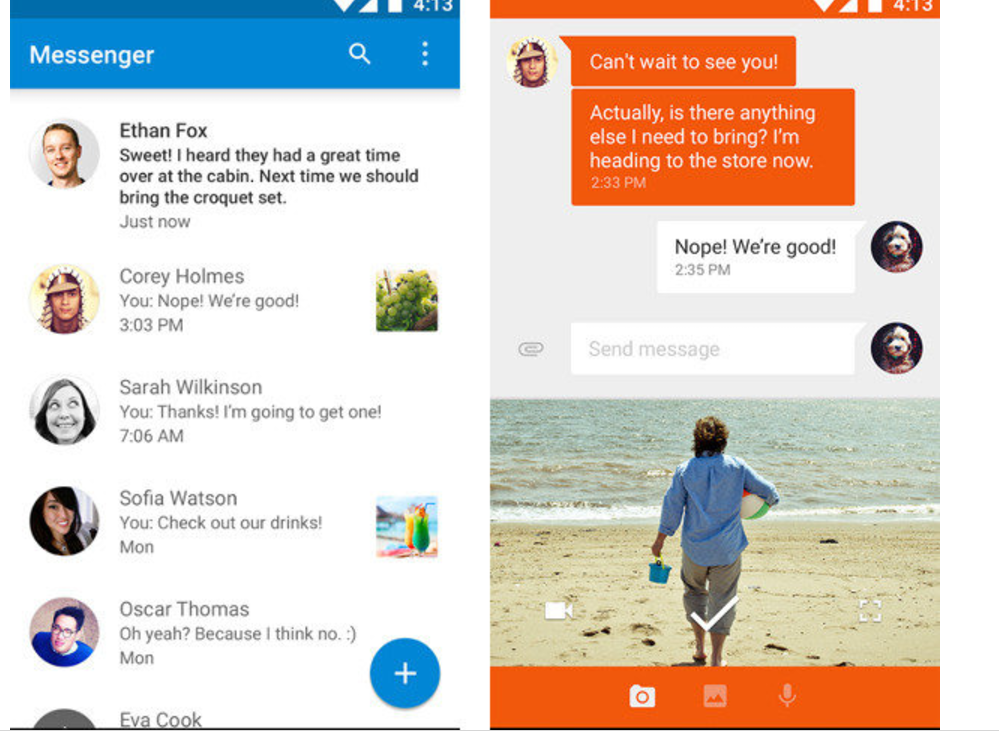 4:13
Messenger
Ethan Fox
Sweet! I heard they had a great time
over at the cabin. Next time we should
bring the croquet set.
Just now
Corey Holmes
You: Nope! We're good!
3:03 PM
Sarah Wilkinson
You: Thanks! I'm going to get one!
7:06 AM
Sofia Watson
You: Check out our drinks!
Mon
Oscar Thomas
Oh yeah? Because I think no. :)
Mon
Eva Cook
4:13
Can't wait to see you!
Actually, is there anything
else I need to bring? I'm
heading to the store now.
2:33 PM
Nope! We're good!
2:35 PM
Send message